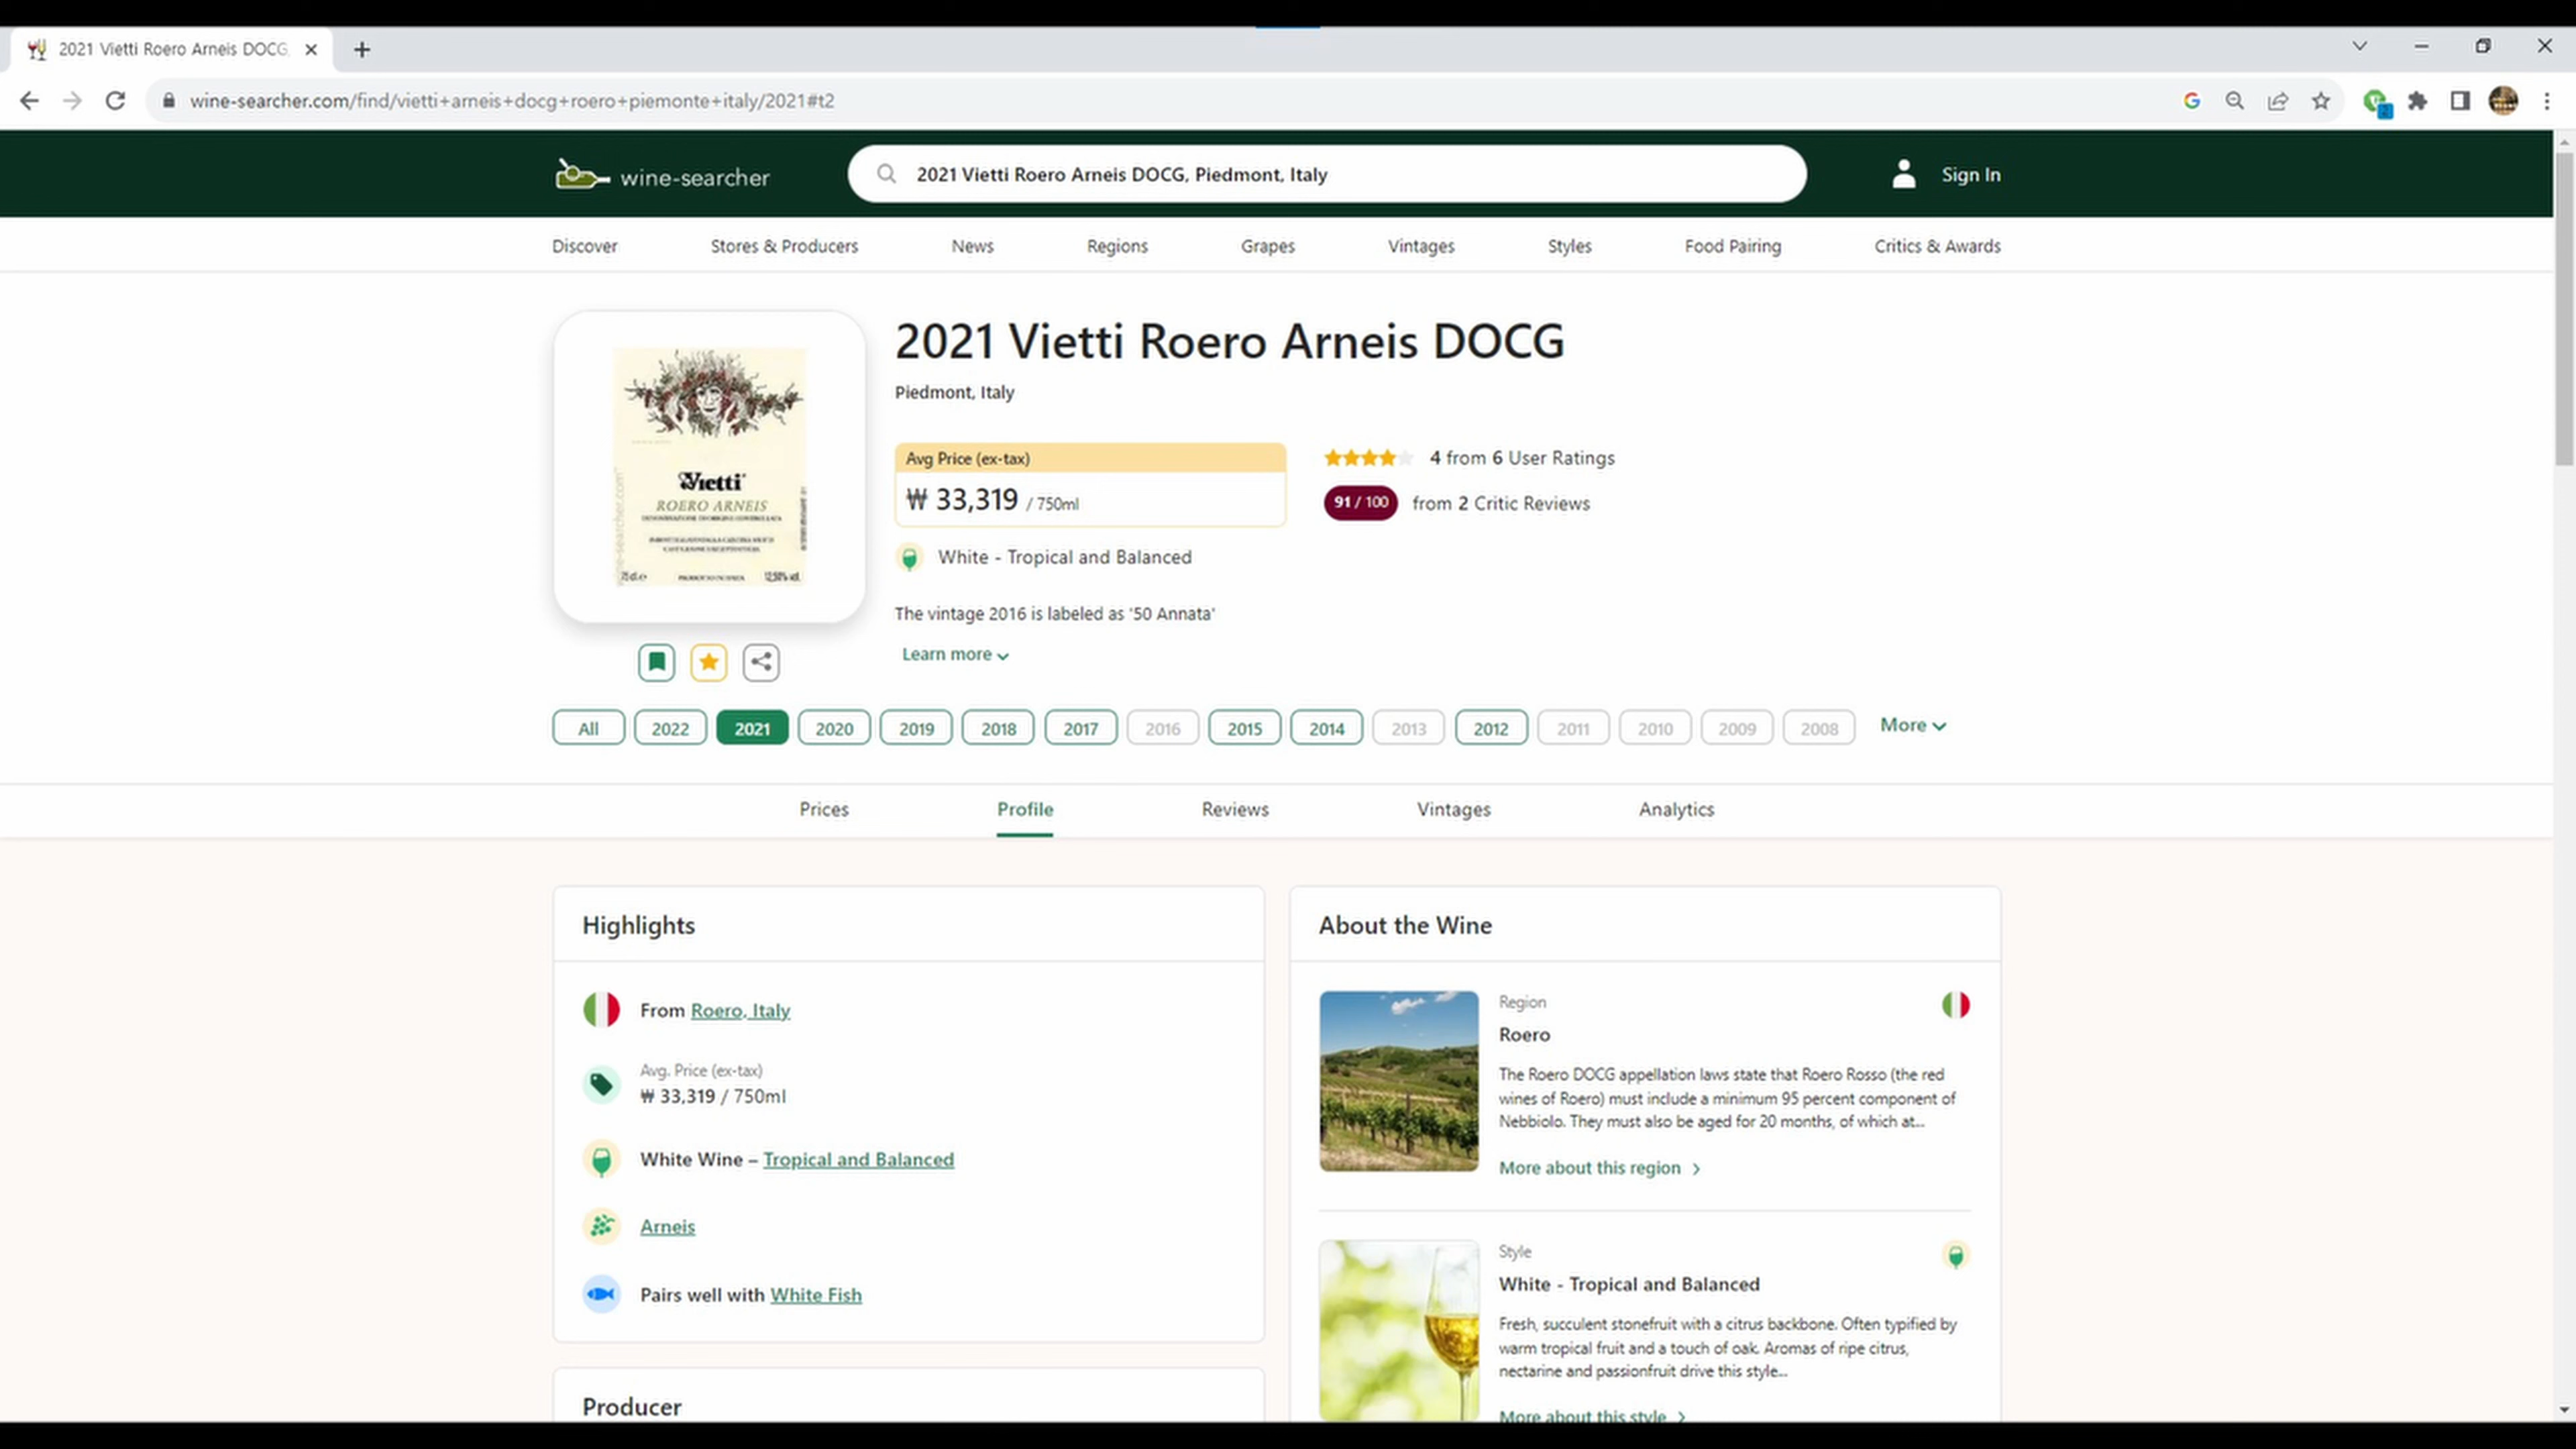 2021 Vietti Roero Arneis DOCG,
wine-searcher.com/find/vietti+arneis+docg+roero+piemonte+italy/2021#t2
wine-searcher
2021 Vietti Roero Arneis DOCG, Piedmont, Italy
Sign In
Discover
Stores & Producers
News
Regions
Grapes
Vintages
Styles
Food Pairing
Critics & Awards
Vietti
ROERO ARNEIS
2021 Vietti Roero Arneis DOCG
Piedmont, Italy
Avg Price (ex-tax)
₩ 33,319 / 750ml
4 from 6 User Ratings
91 / 100 from 2 Critic Reviews
White - Tropical and Balanced
The vintage 2016 is labeled as '50 Annata'
Learn more
All 2022 2021 2020 2019 2018 2017 2016 2015 2014 2013 2012 2011 2010 2009 2008 More
Prices
Profile
Reviews
Vintages
Analytics
Highlights
From Roero, Italy
Avg. Price (ex-tax)
₩ 33,319 / 750ml
White Wine – Tropical and Balanced
Arneis
Pairs well with White Fish
Producer
About the Wine
Region
Roero
The Roero DOCG appellation laws state that Roero Rosso (the red
wines of Roero) must include a minimum 95 percent component of
Nebbiolo. They must also be aged for 20 months, of which at...
More about this region
Style
White - Tropical and Balanced
Fresh, succulent stonefruit with a citrus backbone. Often typified by
warm tropical fruit and a touch of oak. Aromas of ripe citrus,
nectarine and passionfruit drive this style...
More about this style